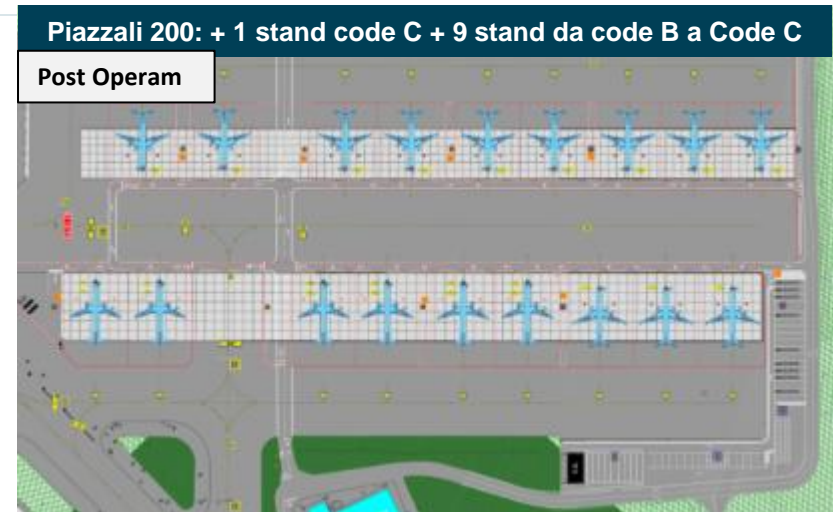 Piazzali 200: + 1 stand code C + 9 stand da code B a Code C
Post Operam